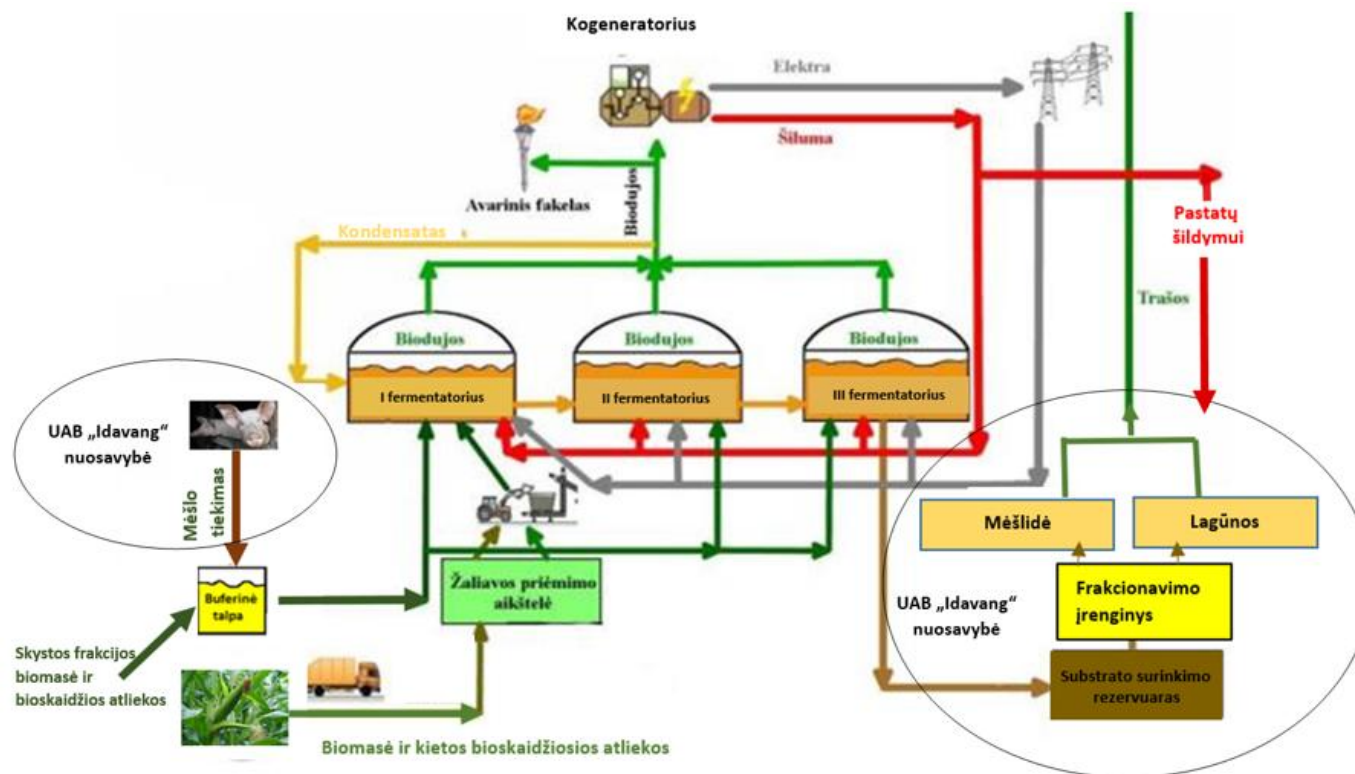 Kogeneratorius
Elektra
Šiluma
Avarinis fakelas
Biodujos
Kondensatas
Pastatų
šildymui
Trašos
Biodujos
Biodujos
Biodujos
I fermentatorius
II fermentatorius
III fermentatorius
UAB „Idavang“
nuosavybė
Mėšlo
tiekimas
Buferinė
talpa
Žaliavos priėmimo
aikštelė
Mėšlidė
Lagūnos
Frakcionavimo
įrenginys
UAB „Idavang“
nuosavybė
Substrato surinkimo
rezervuaras
Skystos frakcijos
biomasė ir
bioskaidžios atliekos
Biomasė ir kietos bioskaidžiosios atliekos